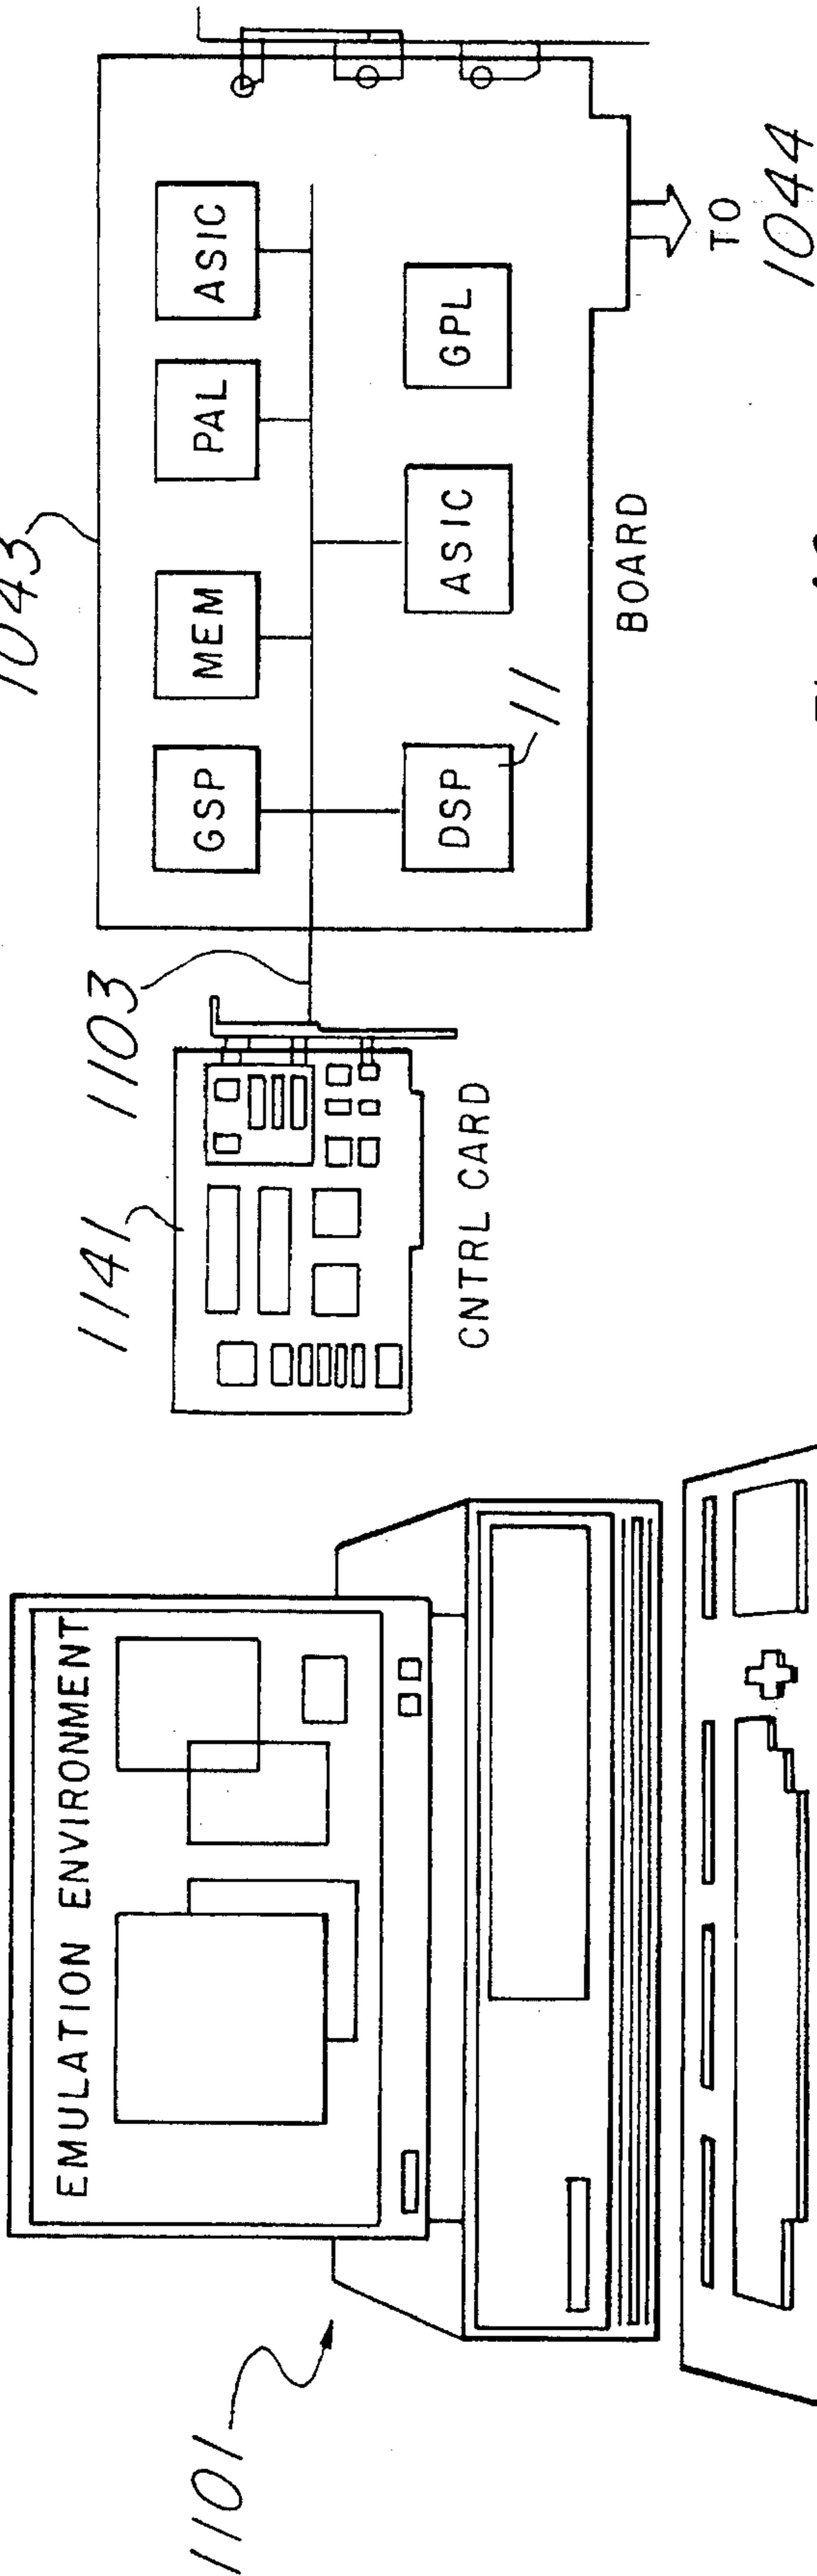 1101
EMULATION ENVIRONMENT
1141
1103
CNTRL CARD
1043
GSP
MEM
PAL
ASIC
DSP
11
ASIC
GPL
BOARD
TO
1044